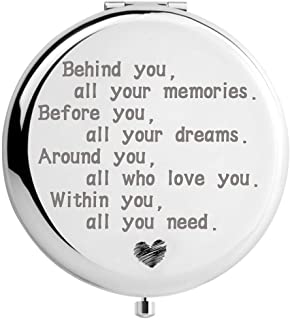 Behind you,
all your memories.
Before you,
all your dreams.
Around you,
all who love you.
Within you,
all you need.